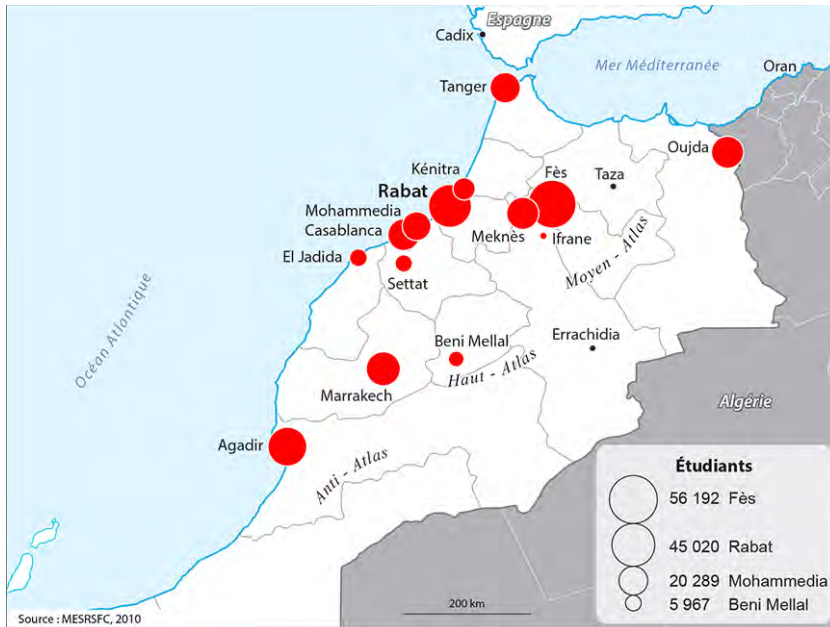 Espagne
Cadix
Mer Méditerranée
Oran
Tanger
Oujda
Kénitra
Fès
Taza
Rabat
Mohammedia
Casablanca
Meknès
Ifrane
Moyen - Atlas
El Jadida
Settat
Océan Atlantique
Beni Mellal
Errachidia
Haut - Atlas
Marrakech
Algérie
Agadir
Anti - Atlas
Étudiants
56 192 Fès
45 020 Rabat
20 289 Mohammedia
5 967 Beni Mellal
200 km
Source : MESRSFC, 2010